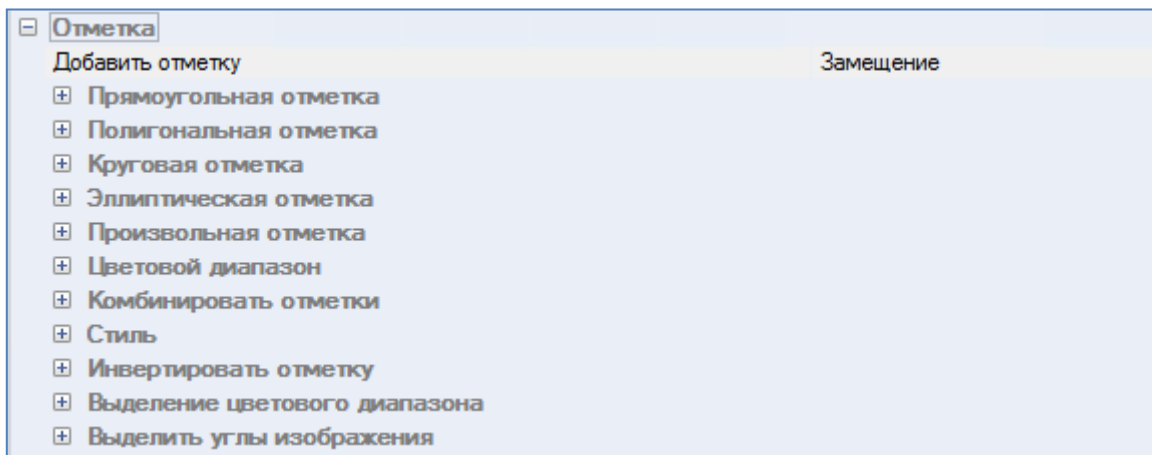 Отметка
Добавить отметку Замещение
Прямоугольная отметка
Полигональная отметка
Круговая отметка
Эллиптическая отметка
Произвольная отметка
Цветовой диапазон
Комбинировать отметки
Стиль
Инвертировать отметку
Выделение цветового диапазона
Выделить углы изображения